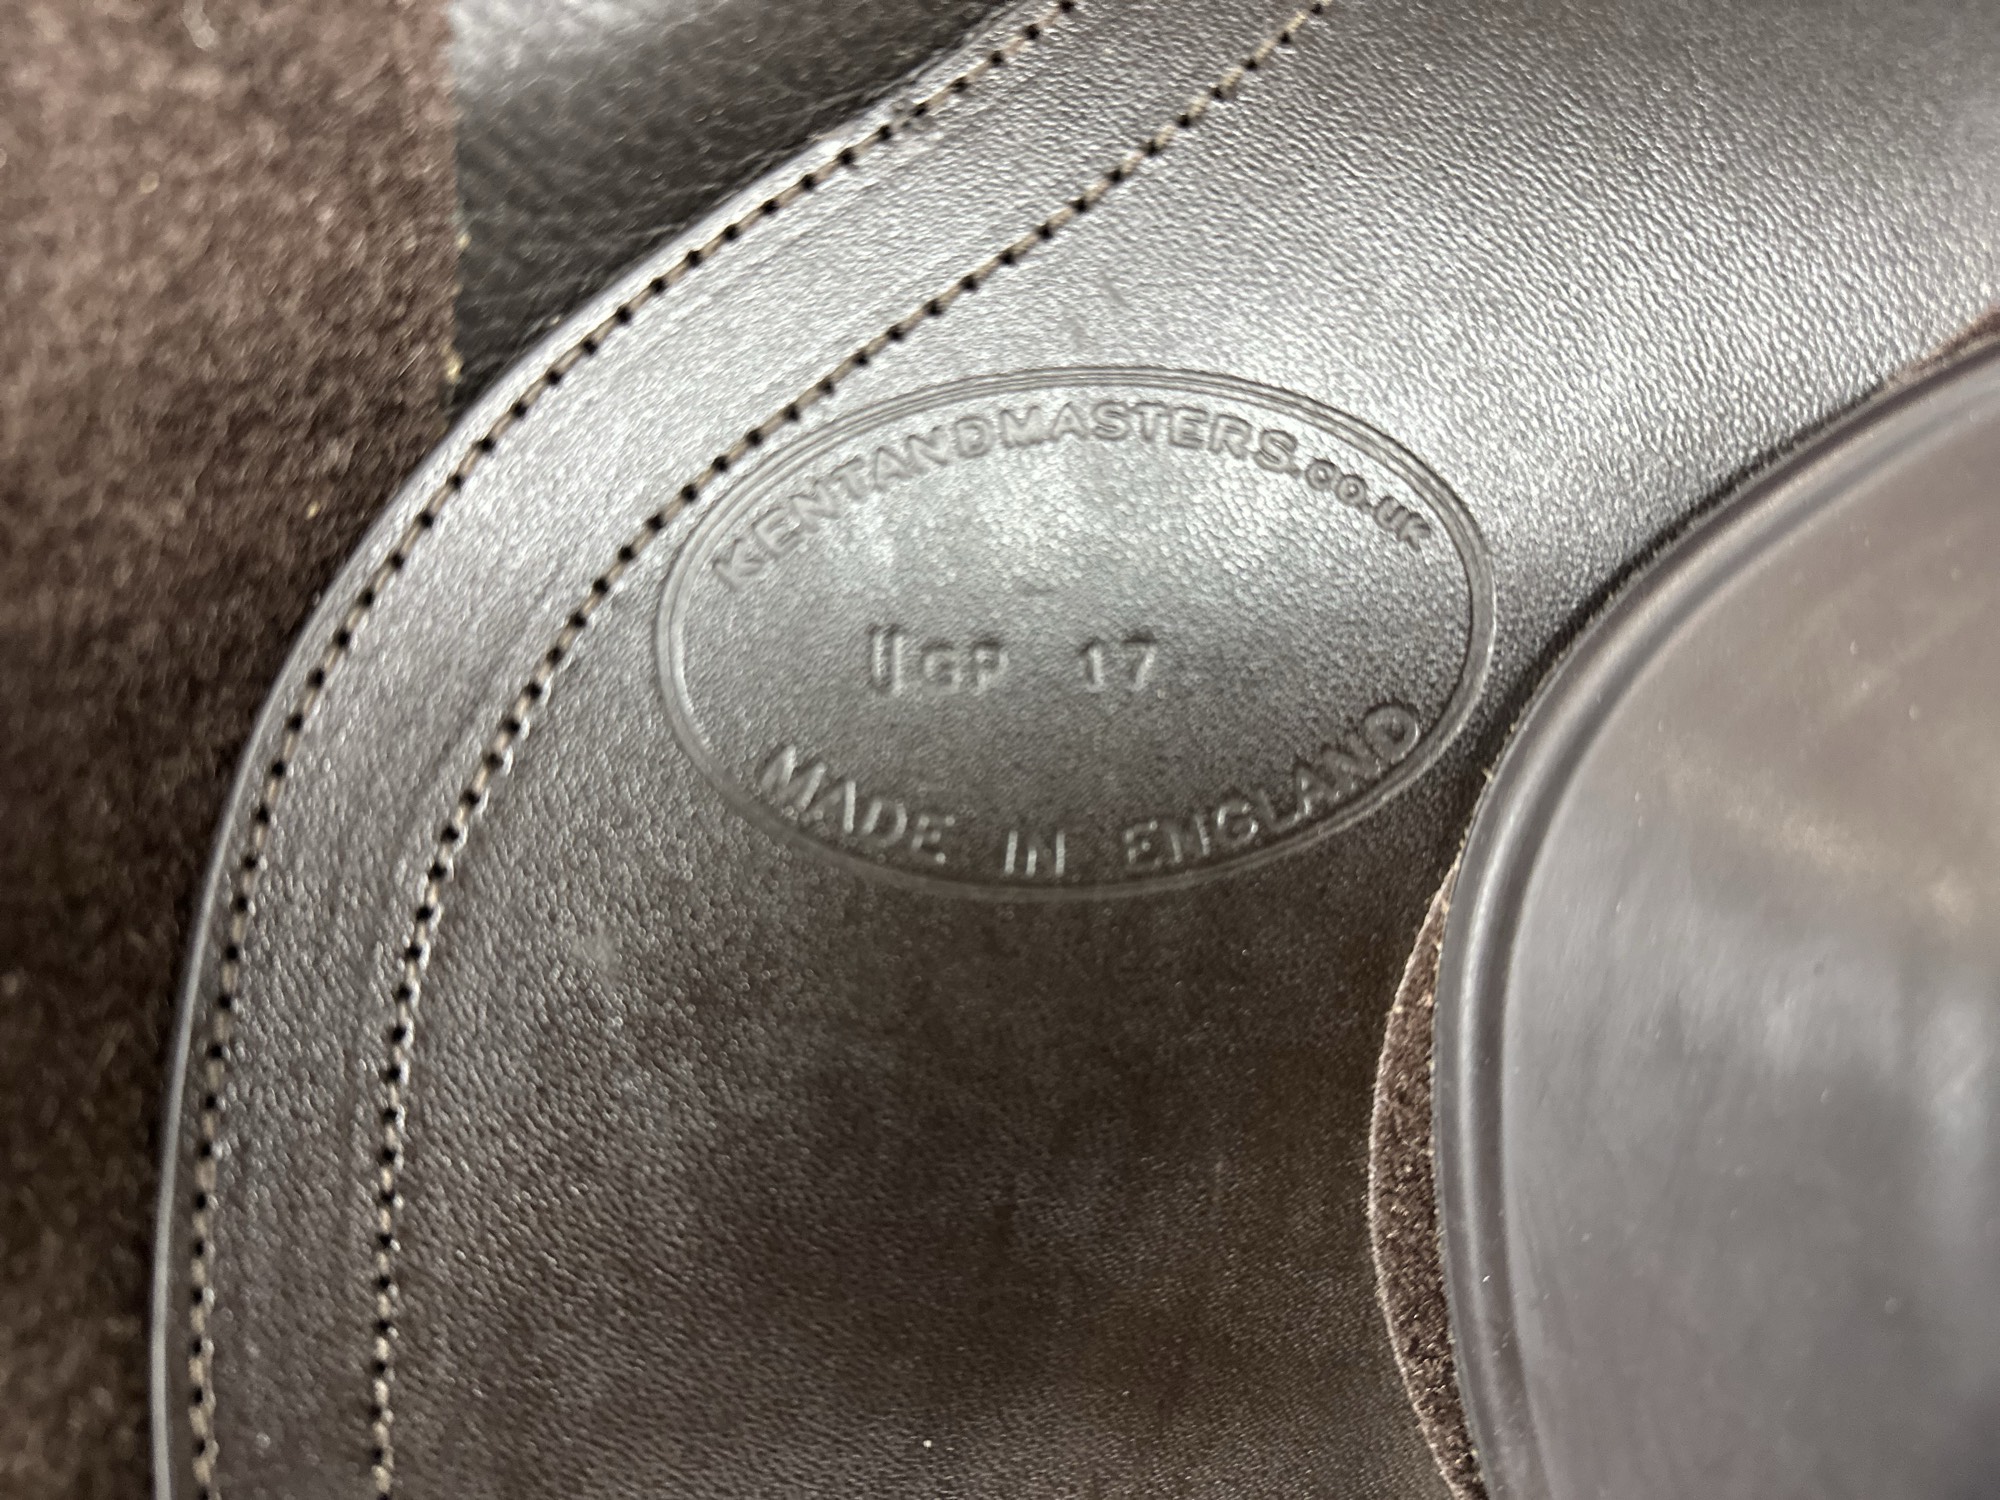 KENTANDMASTERS.CO.UK
GP 17
MADE IN ENGLAND